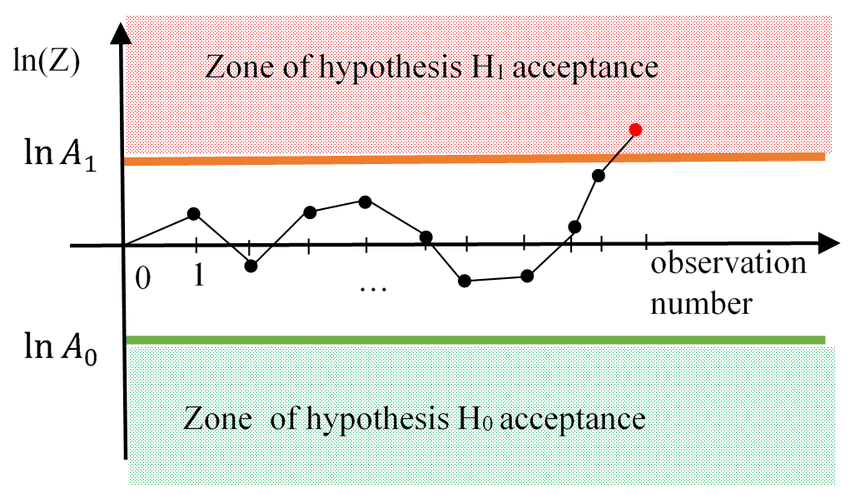 ln(Z)
Zone of hypothesis H₁ acceptance
ln A₁
0 1 ...
observation
number
ln A₀
Zone of hypothesis H₀ acceptance